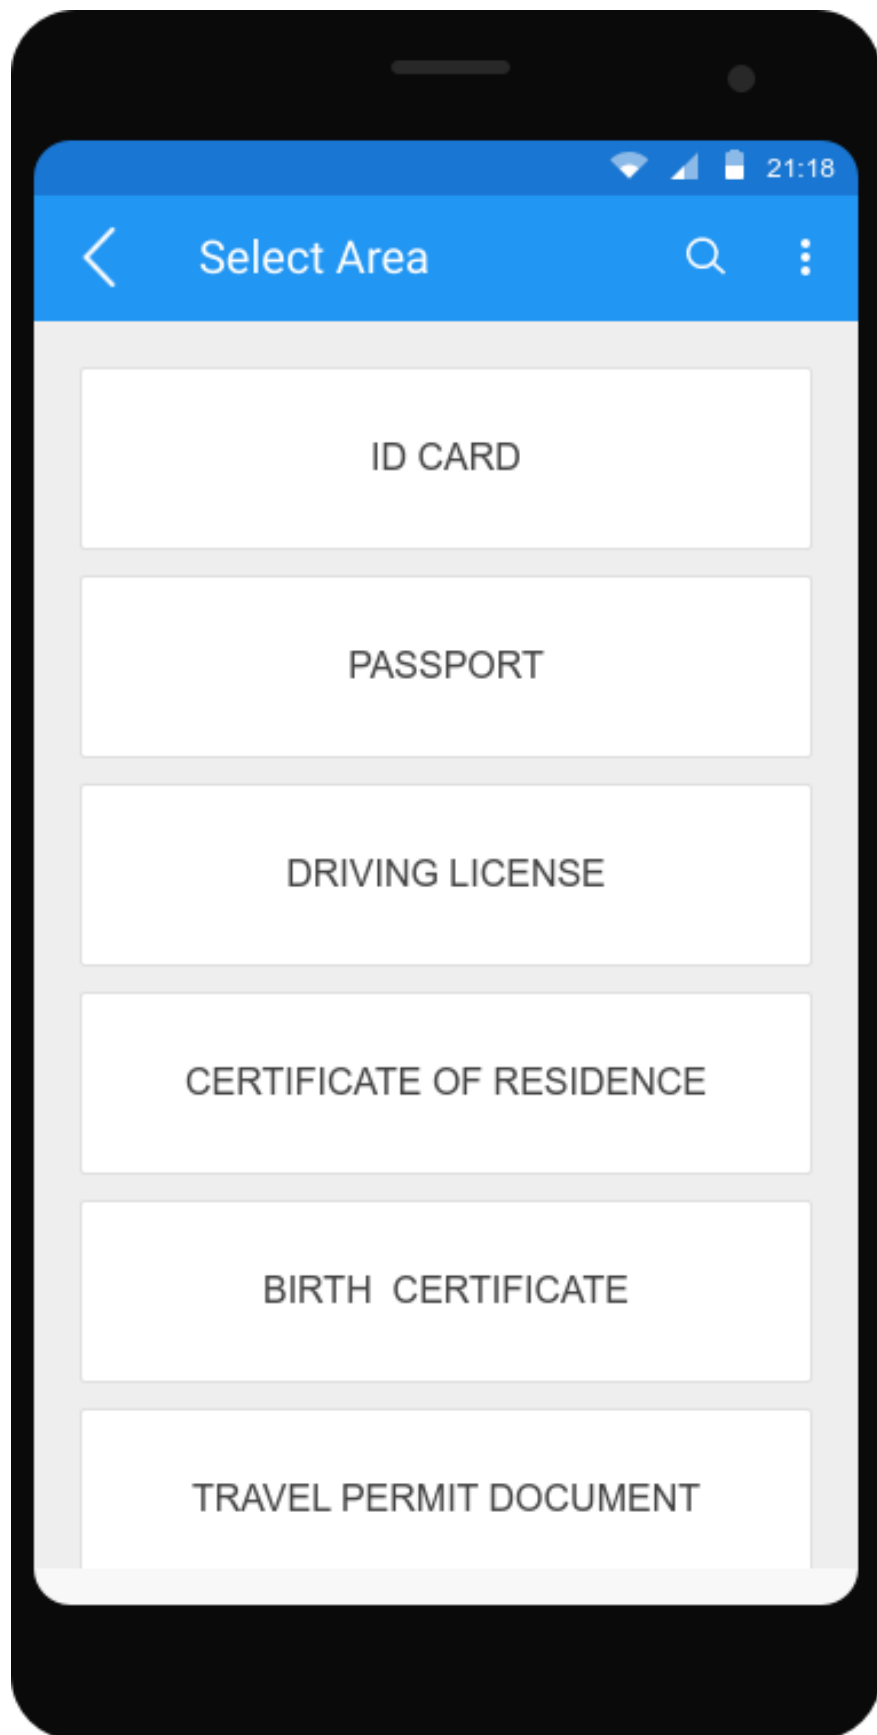 21:18
Select Area
ID CARD
PASSPORT
DRIVING LICENSE
CERTIFICATE OF RESIDENCE
BIRTH  CERTIFICATE
TRAVEL PERMIT DOCUMENT